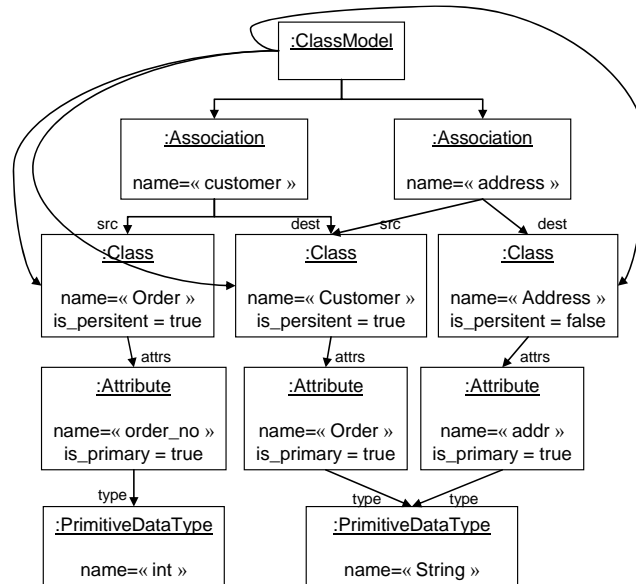 :ClassModel
:Association
name=« customer »
:Association
name=« address »
src
dest
src
dest
:Class
name=« Order »
is_persitent = true
:Class
name=« Customer »
is_persitent = true
:Class
name=« Address »
is_persitent = false
attrs
attrs
attrs
:Attribute
name=« order_no »
is_primary = true
:Attribute
name=« Order »
is_primary = true
:Attribute
name=« addr »
is_primary = true
type
type
type
:PrimitiveDataType
name=« int »
:PrimitiveDataType
name=« String »